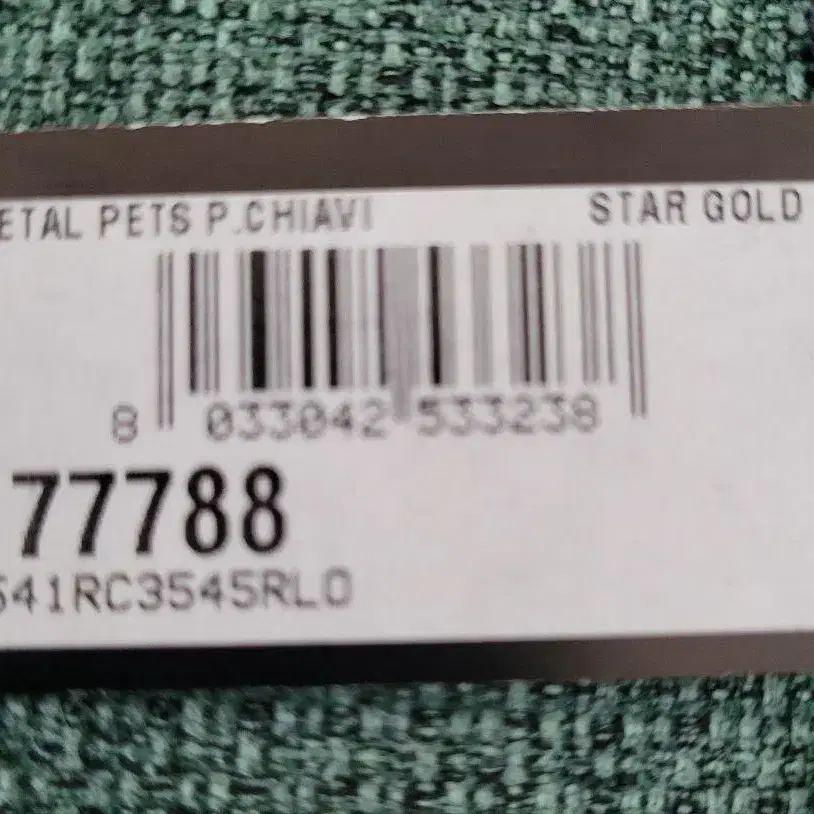 ETAL PETS P.CHIAVI STAR GOLD
8 033042 533238
77788
541RC3545RLO